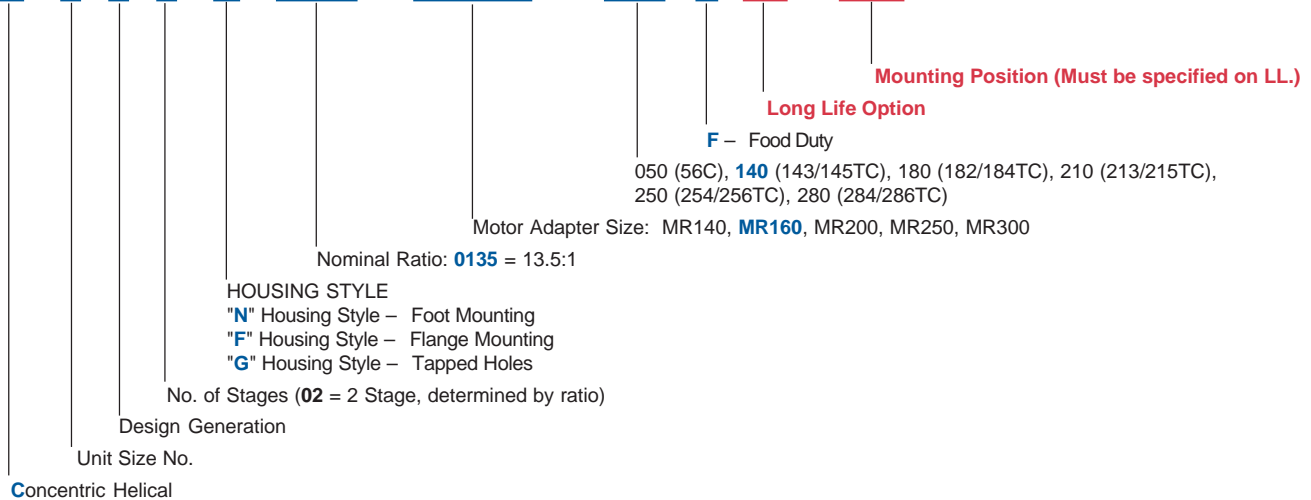 Mounting Position (Must be specified on LL.)
Long Life Option
F – Food Duty
050 (56C), 140 (143/145TC), 180 (182/184TC), 210 (213/215TC),
250 (254/256TC), 280 (284/286TC)
Motor Adapter Size: MR140, MR160, MR200, MR250, MR300
Nominal Ratio: 0135 = 13.5:1
HOUSING STYLE
"N" Housing Style – Foot Mounting
"F" Housing Style – Flange Mounting
"G" Housing Style – Tapped Holes
No. of Stages (02 = 2 Stage, determined by ratio)
Design Generation
Unit Size No.
Concentric Helical